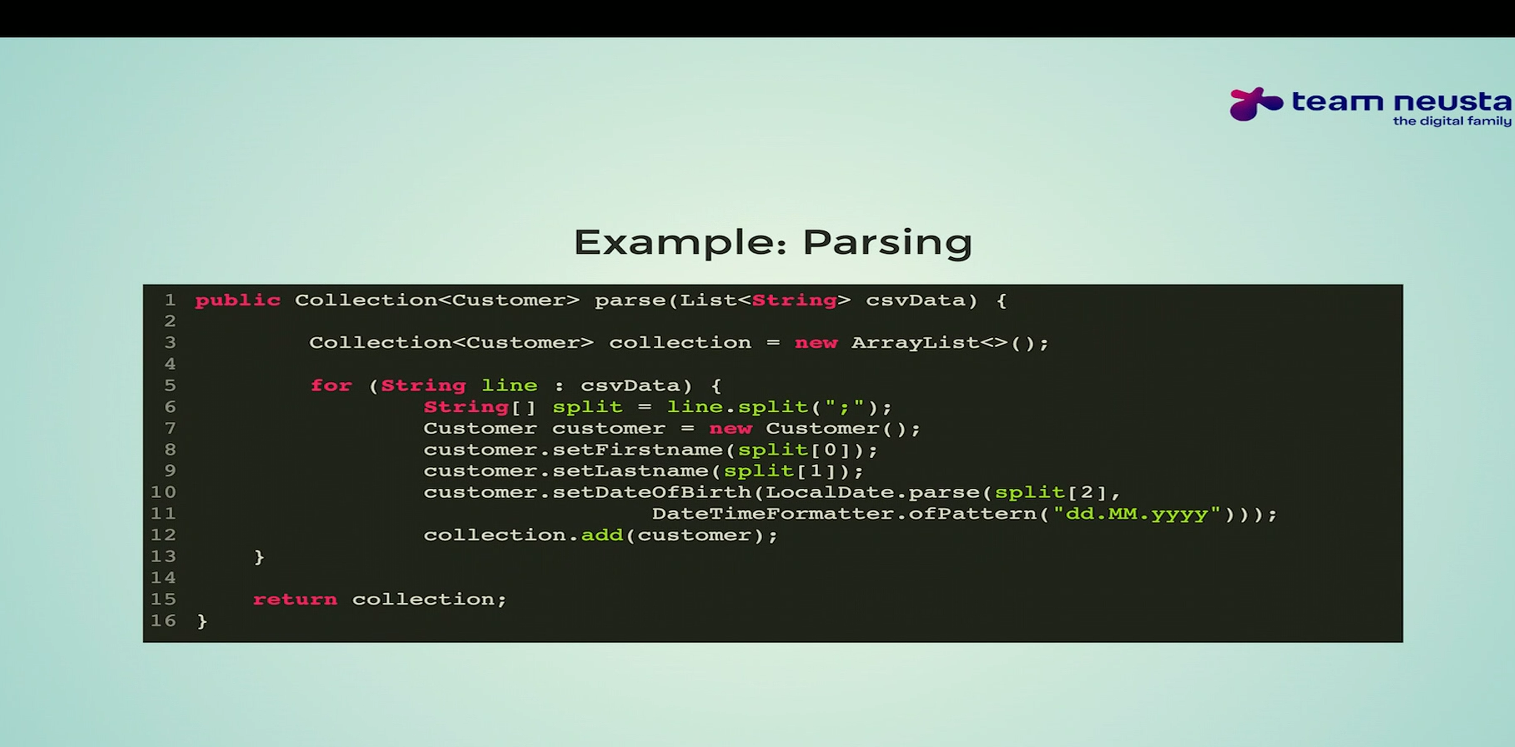 team neusta
the digital family
Example: Parsing
1 public Collection<Customer> parse(List<String> csvData) {
2
3 Collection<Customer> collection = new ArrayList<>();
4
5 for (String line : csvData) {
6 String[] split = line.split(";");
7 Customer customer = new Customer();
8 customer.setFirstname(split[0]);
9 customer.setLastname(split[1]);
10 customer.setDateOfBirth(LocalDate.parse(split[2],
11 DateTimeFormatter.ofPattern("dd.MM.yyyy")));
12 collection.add(customer);
13 }
14
15 return collection;
16 }